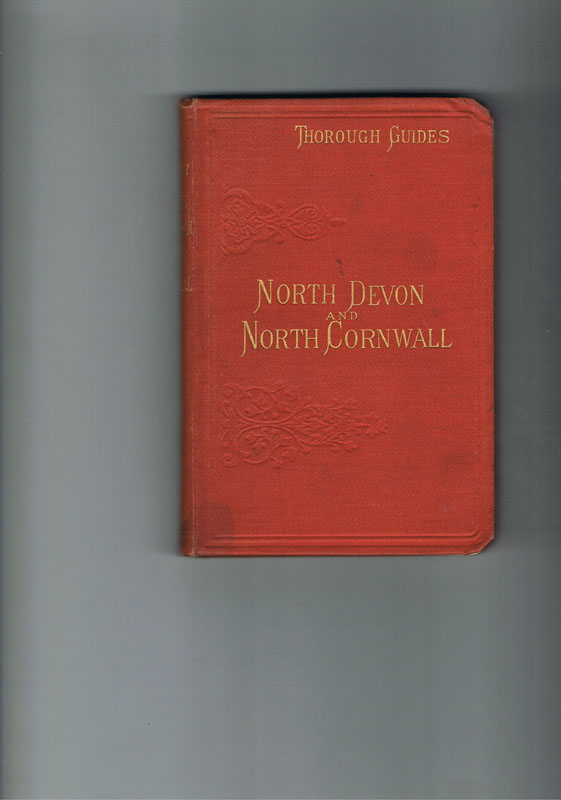 THOROUGH GUIDES
NORTH DEVON
AND
NORTH CORNWALL